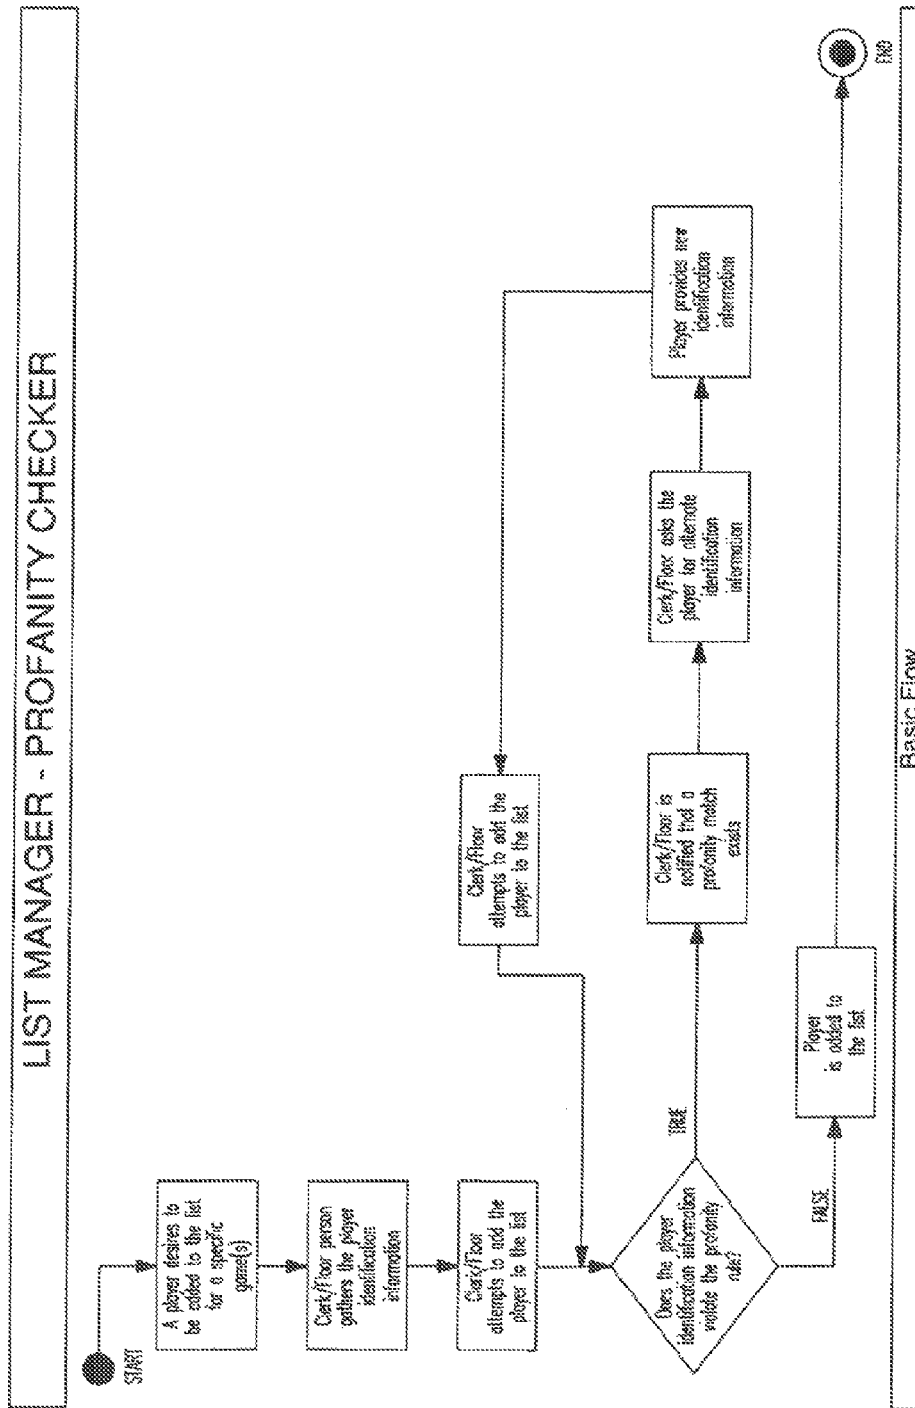 LIST MANAGER - PROFANITY CHECKER
START
A player desires to
be added to the list
for a specific
game(s)
Clerk/Floor person
gathers the player
identification
information
Clerk/Floor
attempts to add the
player to the list
Does the player
identification information
violate the profanity
rule?
TRUE
Clerk/Floor is
notified that a
profanity match
exists
Clerk/Floor asks the
player for alternate
identification
information
Player provides new
identification
information
Clerk/Floor
attempts to add the
player to the list
FALSE
Player
is added to
the list
END
Basic Flow